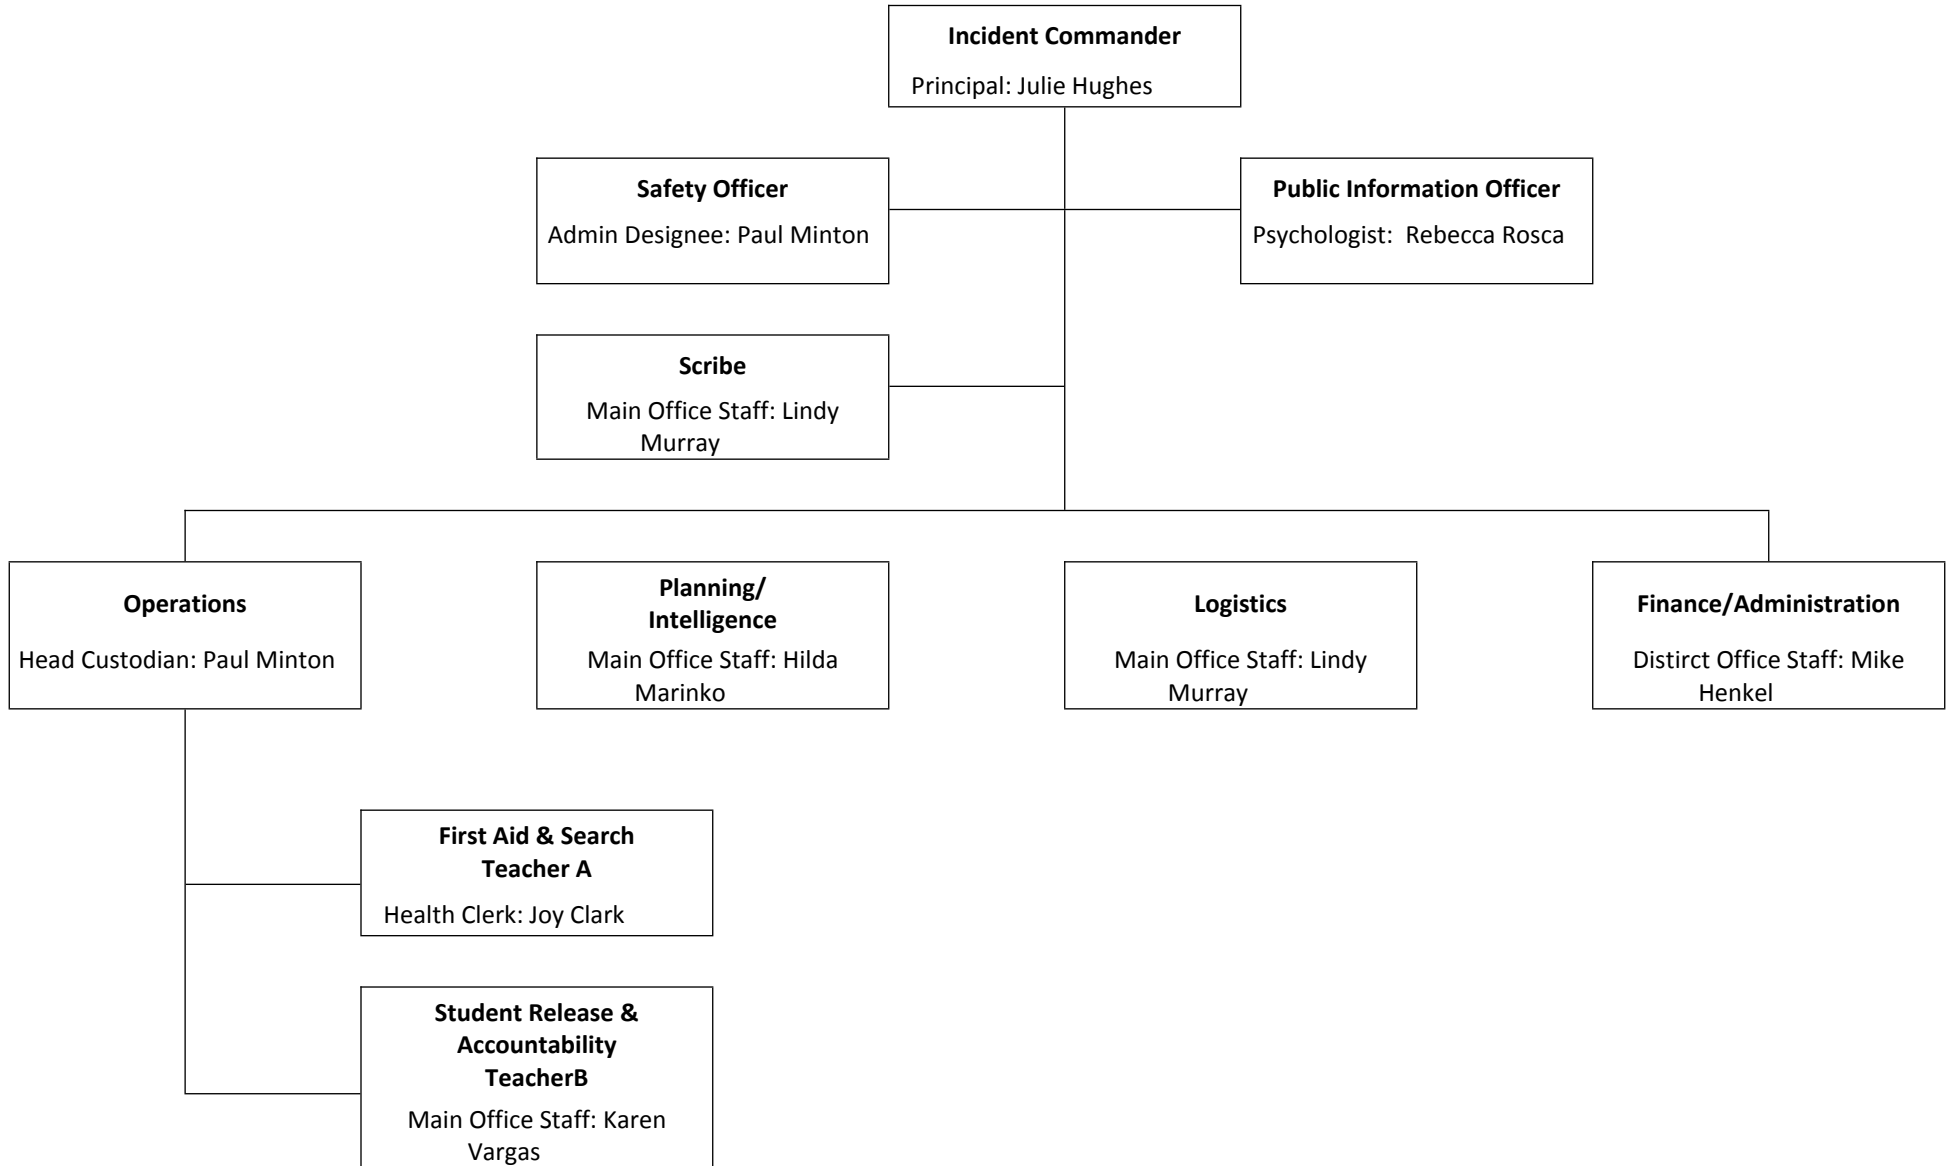 Incident Commander
Principal: Julie Hughes
Safety Officer
Admin Designee: Paul Minton
Public Information Officer
Psychologist:  Rebecca Rosca
Scribe
Main Office Staff: Lindy
Murray
Operations
Head Custodian: Paul Minton
Planning/
Intelligence
Main Office Staff: Hilda
Marinko
Logistics
Main Office Staff: Lindy
Murray
Finance/Administration
Distirct Office Staff: Mike
Henkel
First Aid & Search
Teacher A
Health Clerk: Joy Clark
Student Release &
Accountability
TeacherB
Main Office Staff: Karen
Vargas